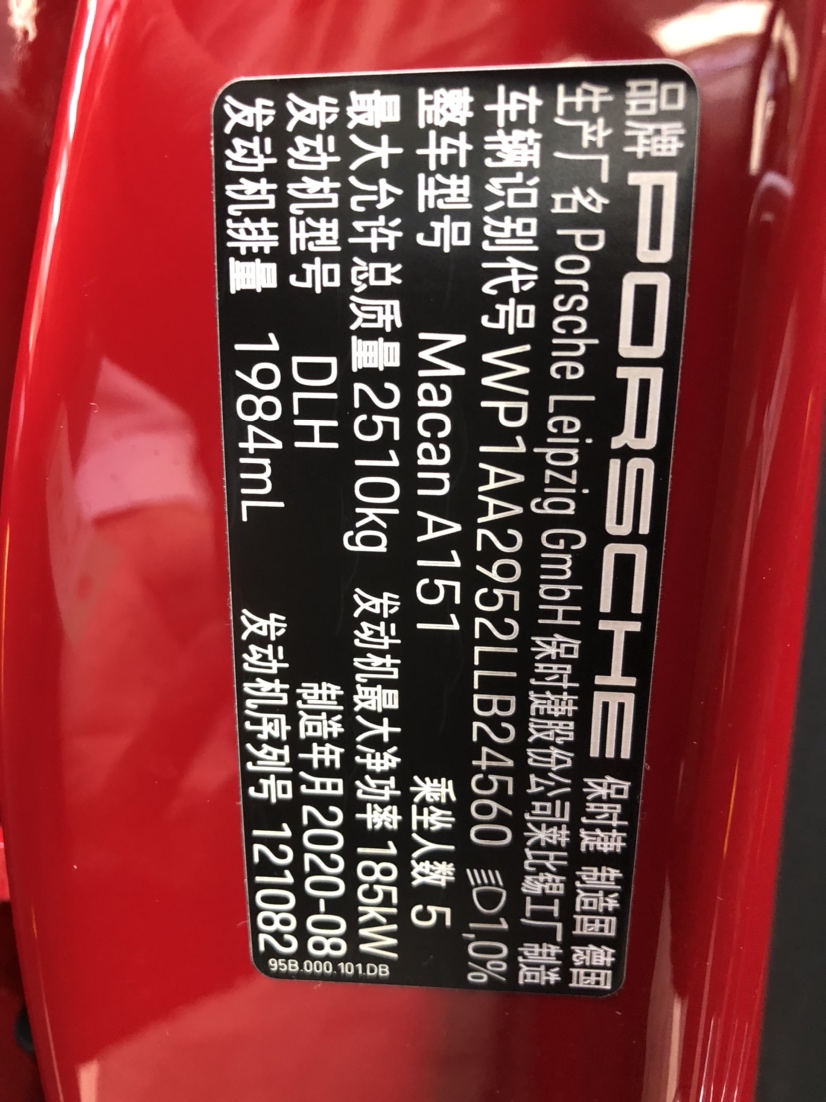 品牌 PORSCHE 保时捷 制造国 德国
生产厂名 Porsche Leipzig GmbH 保时捷股份公司莱比锡工厂制造
车辆识别代号 WP1AA2952LLB24560 1,0%
整车型号 Macan A151 乘坐人数 5
最大允许总质量 2510kg 发动机最大净功率 185kW
发动机型号 DLH 制造年月 2020-08
发动机排量 1984mL 发动机序列号 121082
95B.000.101.DB